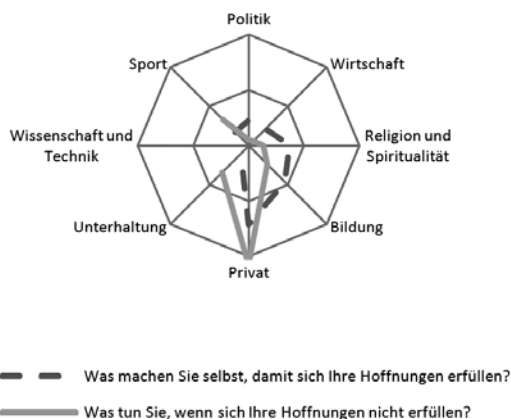 Politik
Sport
Wirtschaft
Wissenschaft und
Technik
Religion und
Spiritualität
Unterhaltung
Bildung
Privat
Was machen Sie selbst, damit sich Ihre Hoffnungen erfüllen?
Was tun Sie, wenn sich Ihre Hoffnungen nicht erfüllen?